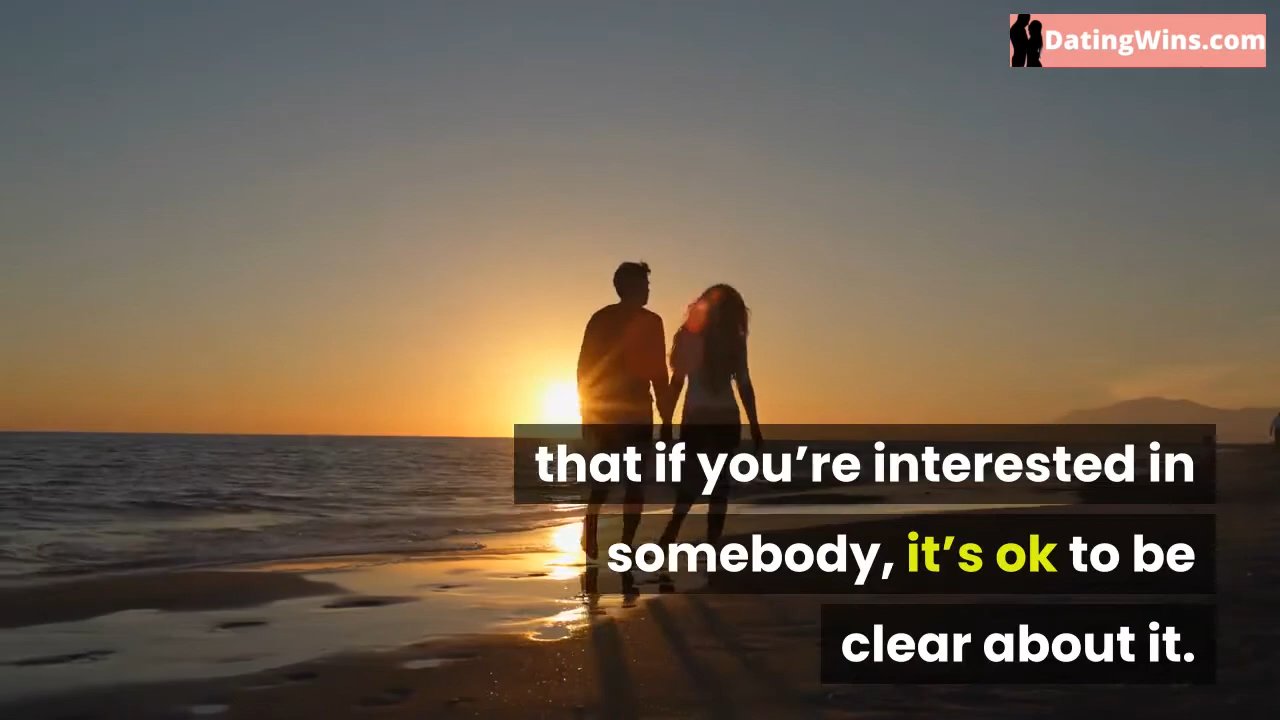 DatingWins.com
that if you’re interested in
somebody, it’s ok to be
clear about it.